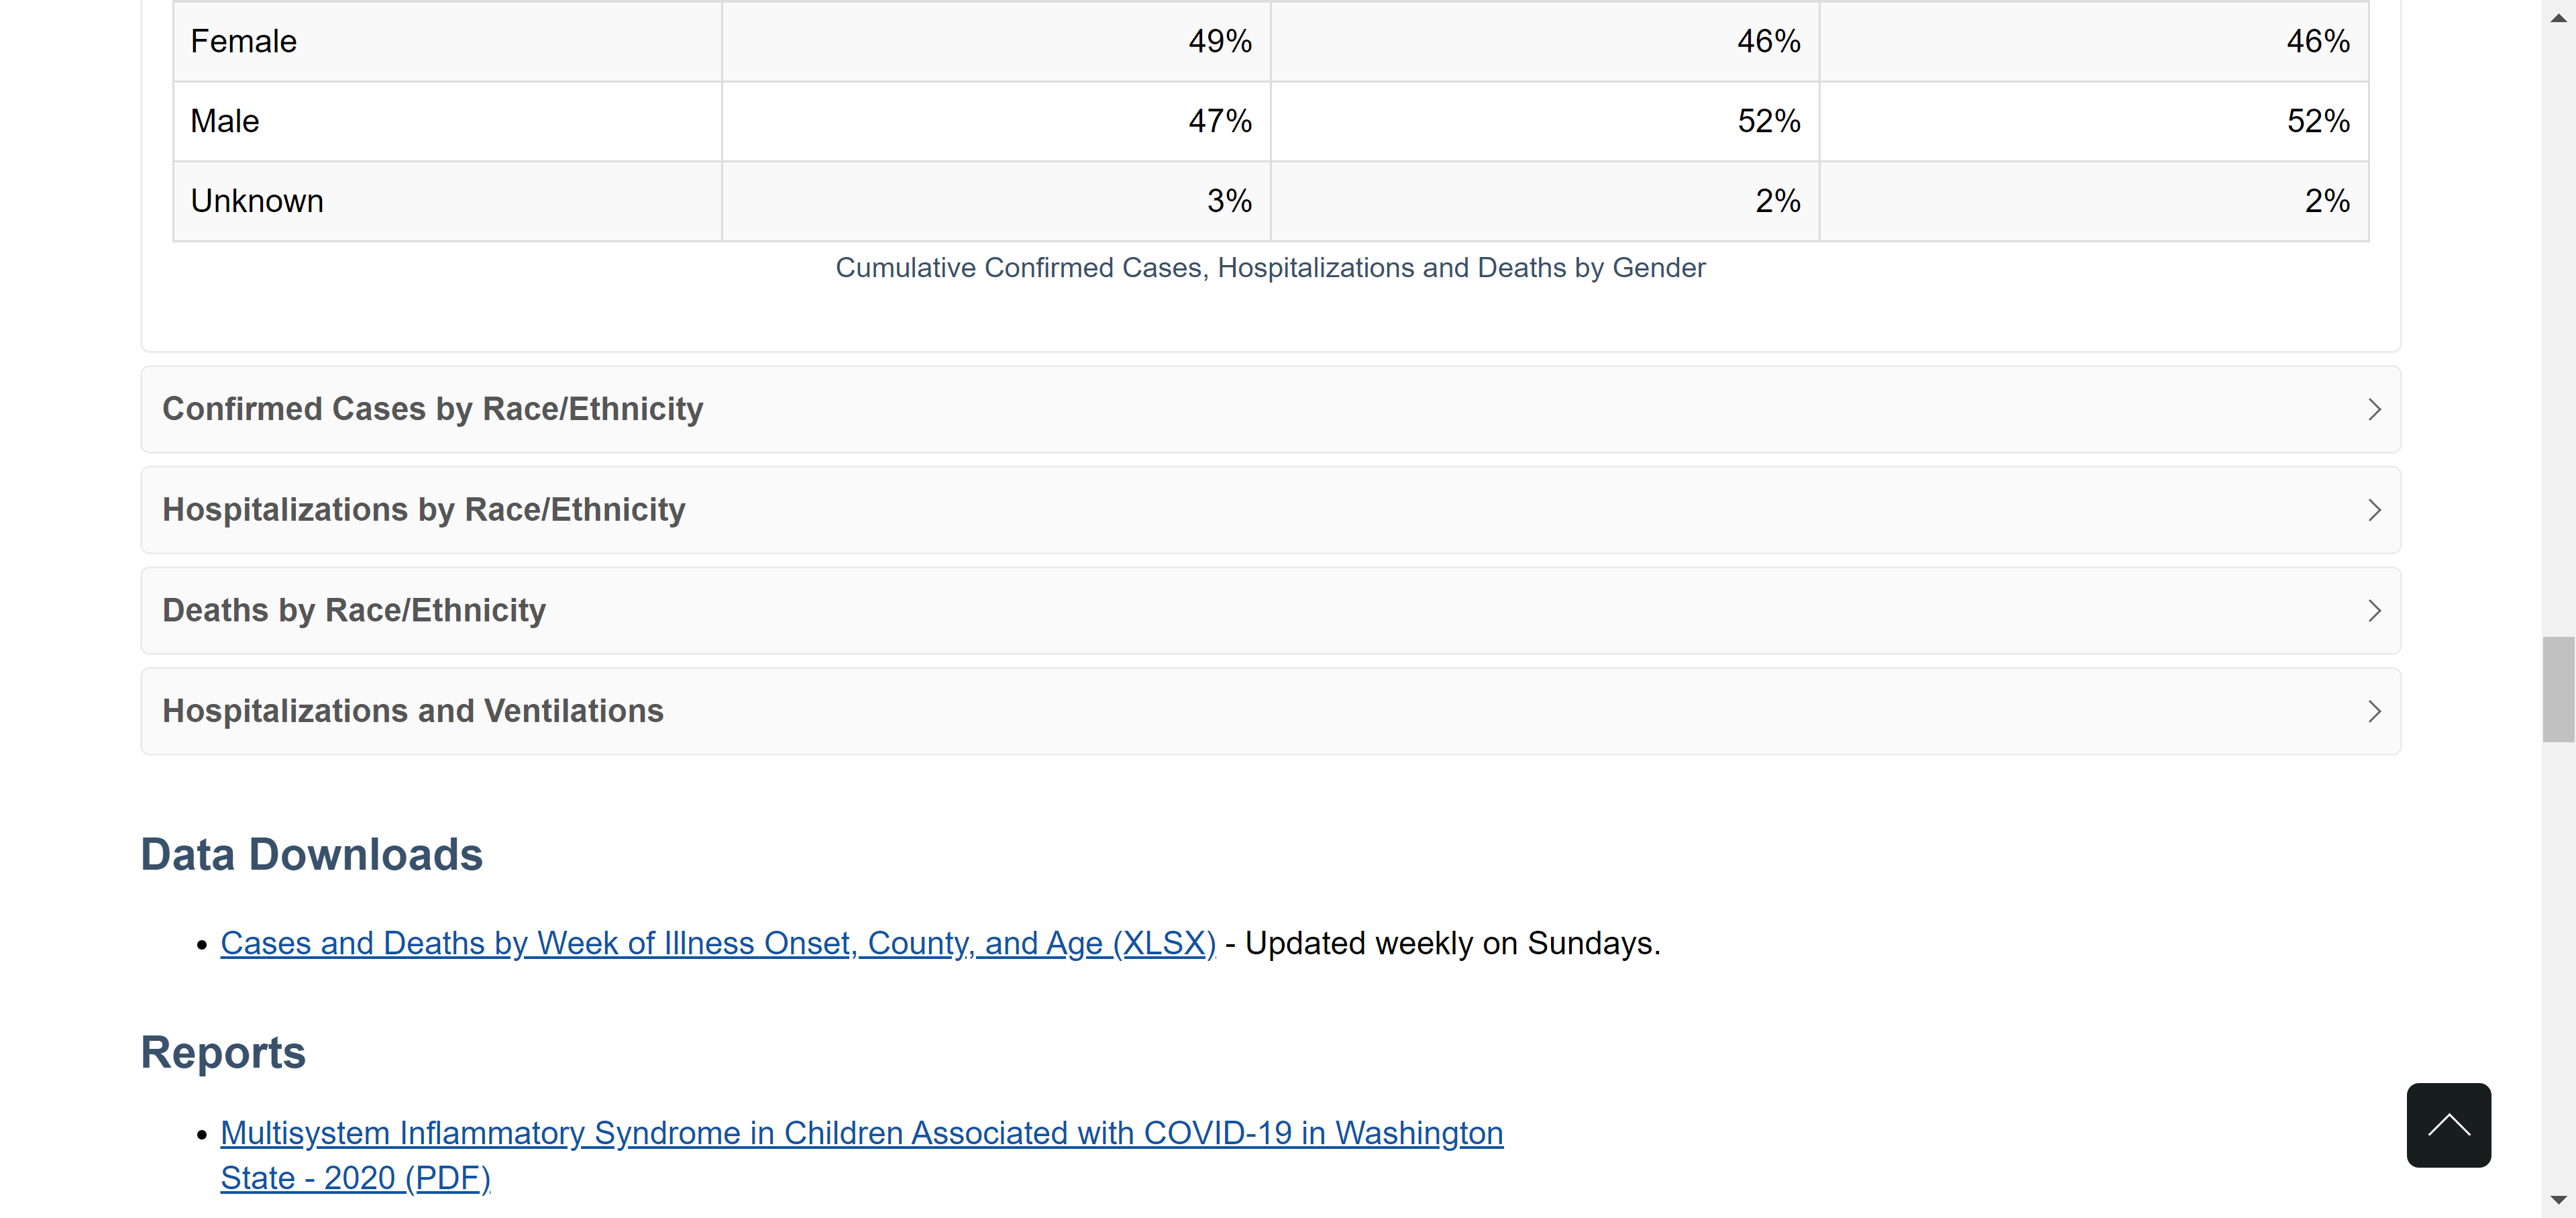 Female 49% 46% 46%
Male 47% 52% 52%
Unknown 3% 2% 2%
Cumulative Confirmed Cases, Hospitalizations and Deaths by Gender
Confirmed Cases by Race/Ethnicity
Hospitalizations by Race/Ethnicity
Deaths by Race/Ethnicity
Hospitalizations and Ventilations
Data Downloads
• Cases and Deaths by Week of Illness Onset, County, and Age (XLSX) - Updated weekly on Sundays.
Reports
• Multisystem Inflammatory Syndrome in Children Associated with COVID-19 in Washington
State - 2020 (PDF)